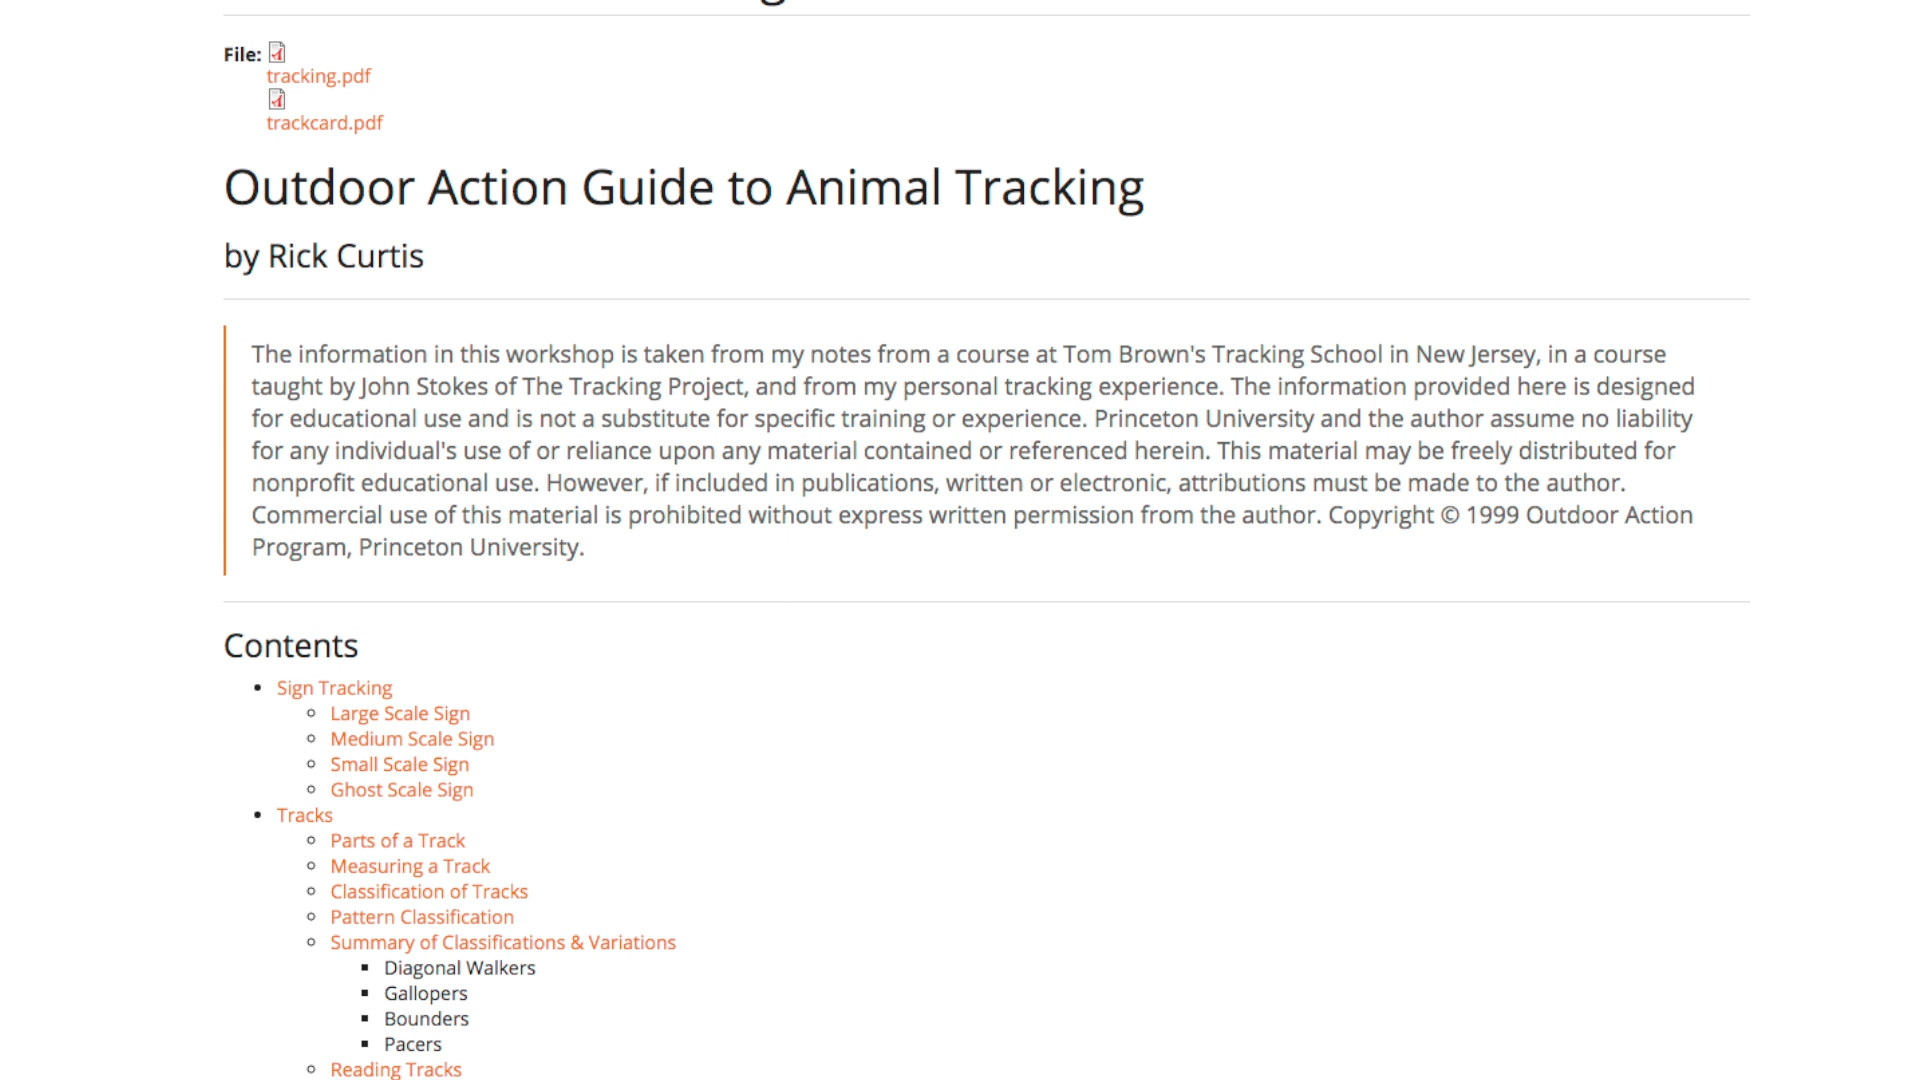 File:
tracking.pdf
trackcard.pdf
Outdoor Action Guide to Animal Tracking
by Rick Curtis
The information in this workshop is taken from my notes from a course at Tom Brown's Tracking School in New Jersey, in a course
taught by John Stokes of The Tracking Project, and from my personal tracking experience. The information provided here is designed
for educational use and is not a substitute for specific training or experience. Princeton University and the author assume no liability
for any individual's use of or reliance upon any material contained or referenced herein. This material may be freely distributed for
nonprofit educational use. However, if included in publications, written or electronic, attributions must be made to the author.
Commercial use of this material is prohibited without express written permission from the author. Copyright © 1999 Outdoor Action
Program, Princeton University.
Contents
Sign Tracking
Large Scale Sign
Medium Scale Sign
Small Scale Sign
Ghost Scale Sign
Tracks
Parts of a Track
Measuring a Track
Classification of Tracks
Pattern Classification
Summary of Classifications & Variations
Diagonal Walkers
Gallopers
Bounders
Pacers
Reading Tracks